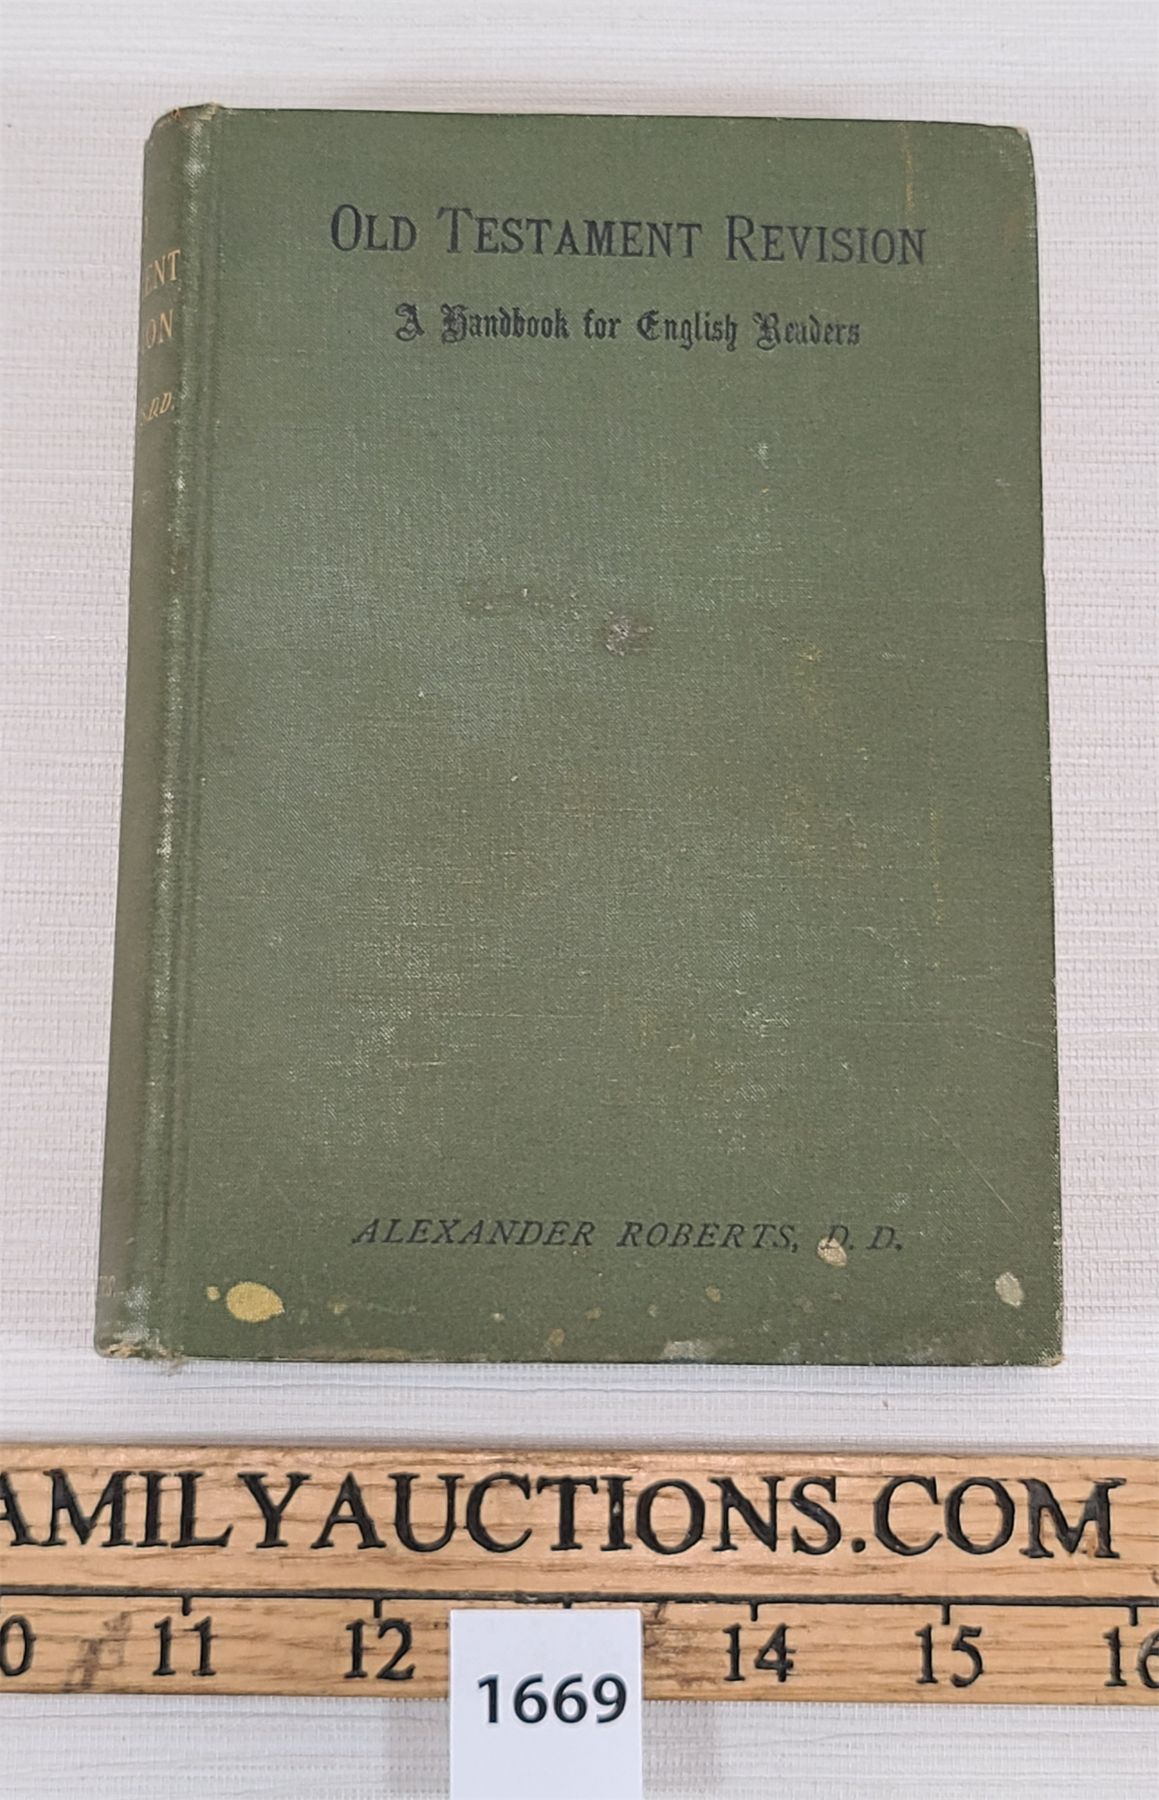 OLD TESTAMENT REVISION
A Handbook for English Readers
ENT
ON
S.D.D.
ALEXANDER ROBERTS, D. D.
AMILYAUCTIONS.COM
0 11 12 14 15 16
1669